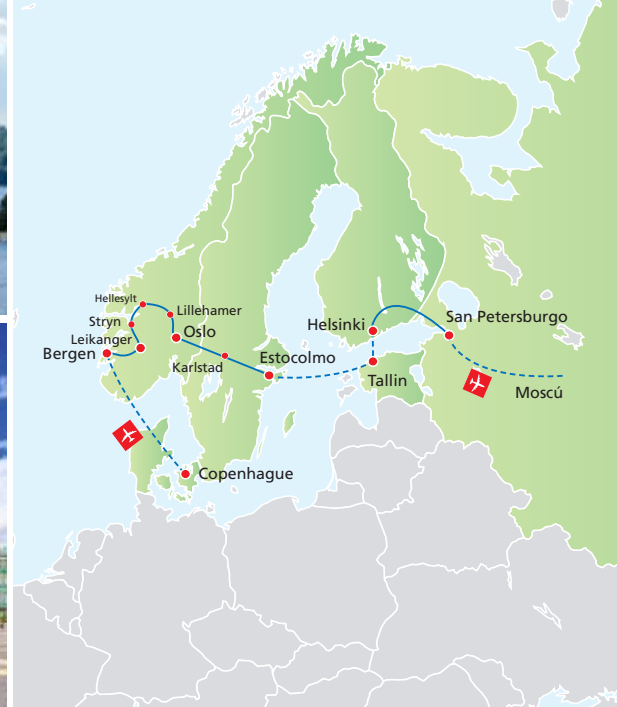 Hellesylt
Lillehamer
Stryn
Oslo
Leikanger
Bergen
Karlstad
Estocolmo
Helsinki
San Petersburgo
Tallin
Moscú
Copenhague